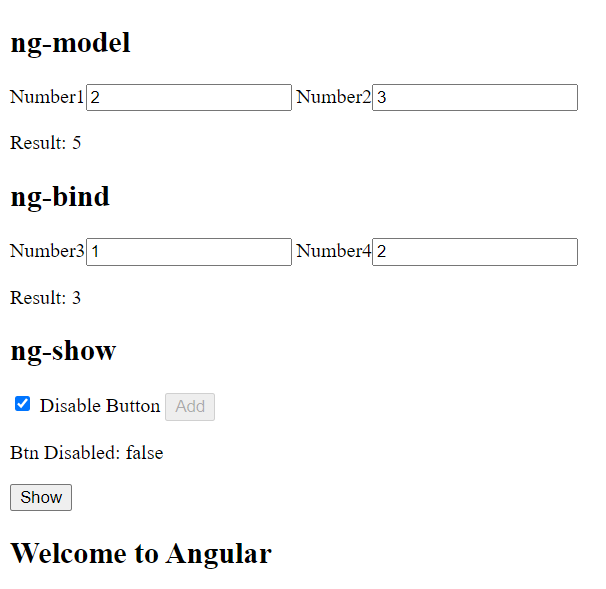 ng-model
Number1 2 Number2 3
Result: 5
ng-bind
Number3 1 Number4 2
Result: 3
ng-show
Disable Button Add
Btn Disabled: false
Show
Welcome to Angular